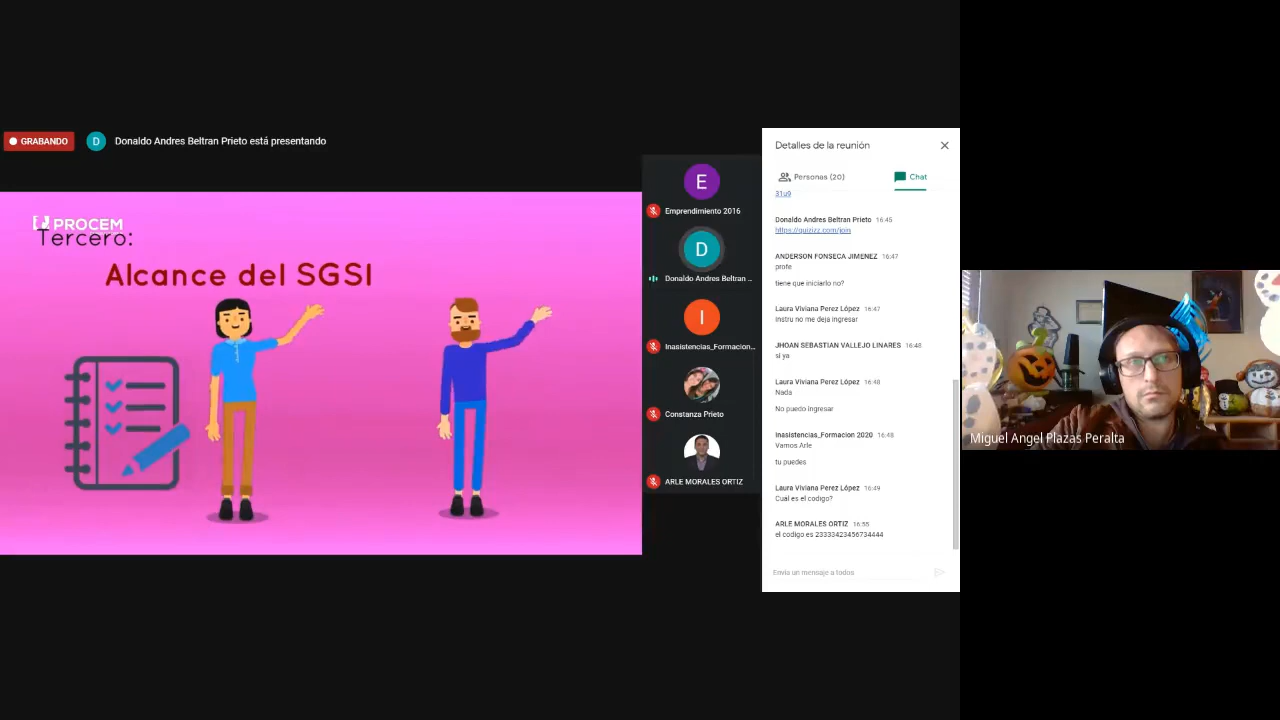 GRABANDO
D
Donaldo Andres Beltran Prieto está presentando
PROCEM
Tercero:
Alcance del SGSI
E
Emprendimiento 2016
D
Donaldo Andres Beltran ...
I
Inasistencias_Formacion...
Constanza Prieto
ARLE MORALES ORTIZ
Detalles de la reunión
Personas (20)
Chat
31u9
Donaldo Andres Beltran Prieto 16:45
https://quizizz.com/join
ANDERSON FONSECA JIMENEZ 16:47
profe
tiene que iniciarlo no?
Laura Viviana Perez López 16:47
Instru no me deja ingresar
JHOAN SEBASTIAN VALLEJO LINARES 16:48
si ya
Laura Viviana Perez López 16:48
Nada
No puedo ingresar
Inasistencias_Formacion 2020 16:48
Vamos Arle
tu puedes
Laura Viviana Perez López 16:49
Cuál es el codigo?
ARLE MORALES ORTIZ 16:55
el codigo es 23333423456734444
Envía un mensaje a todos
Miguel Angel Plazas Peralta